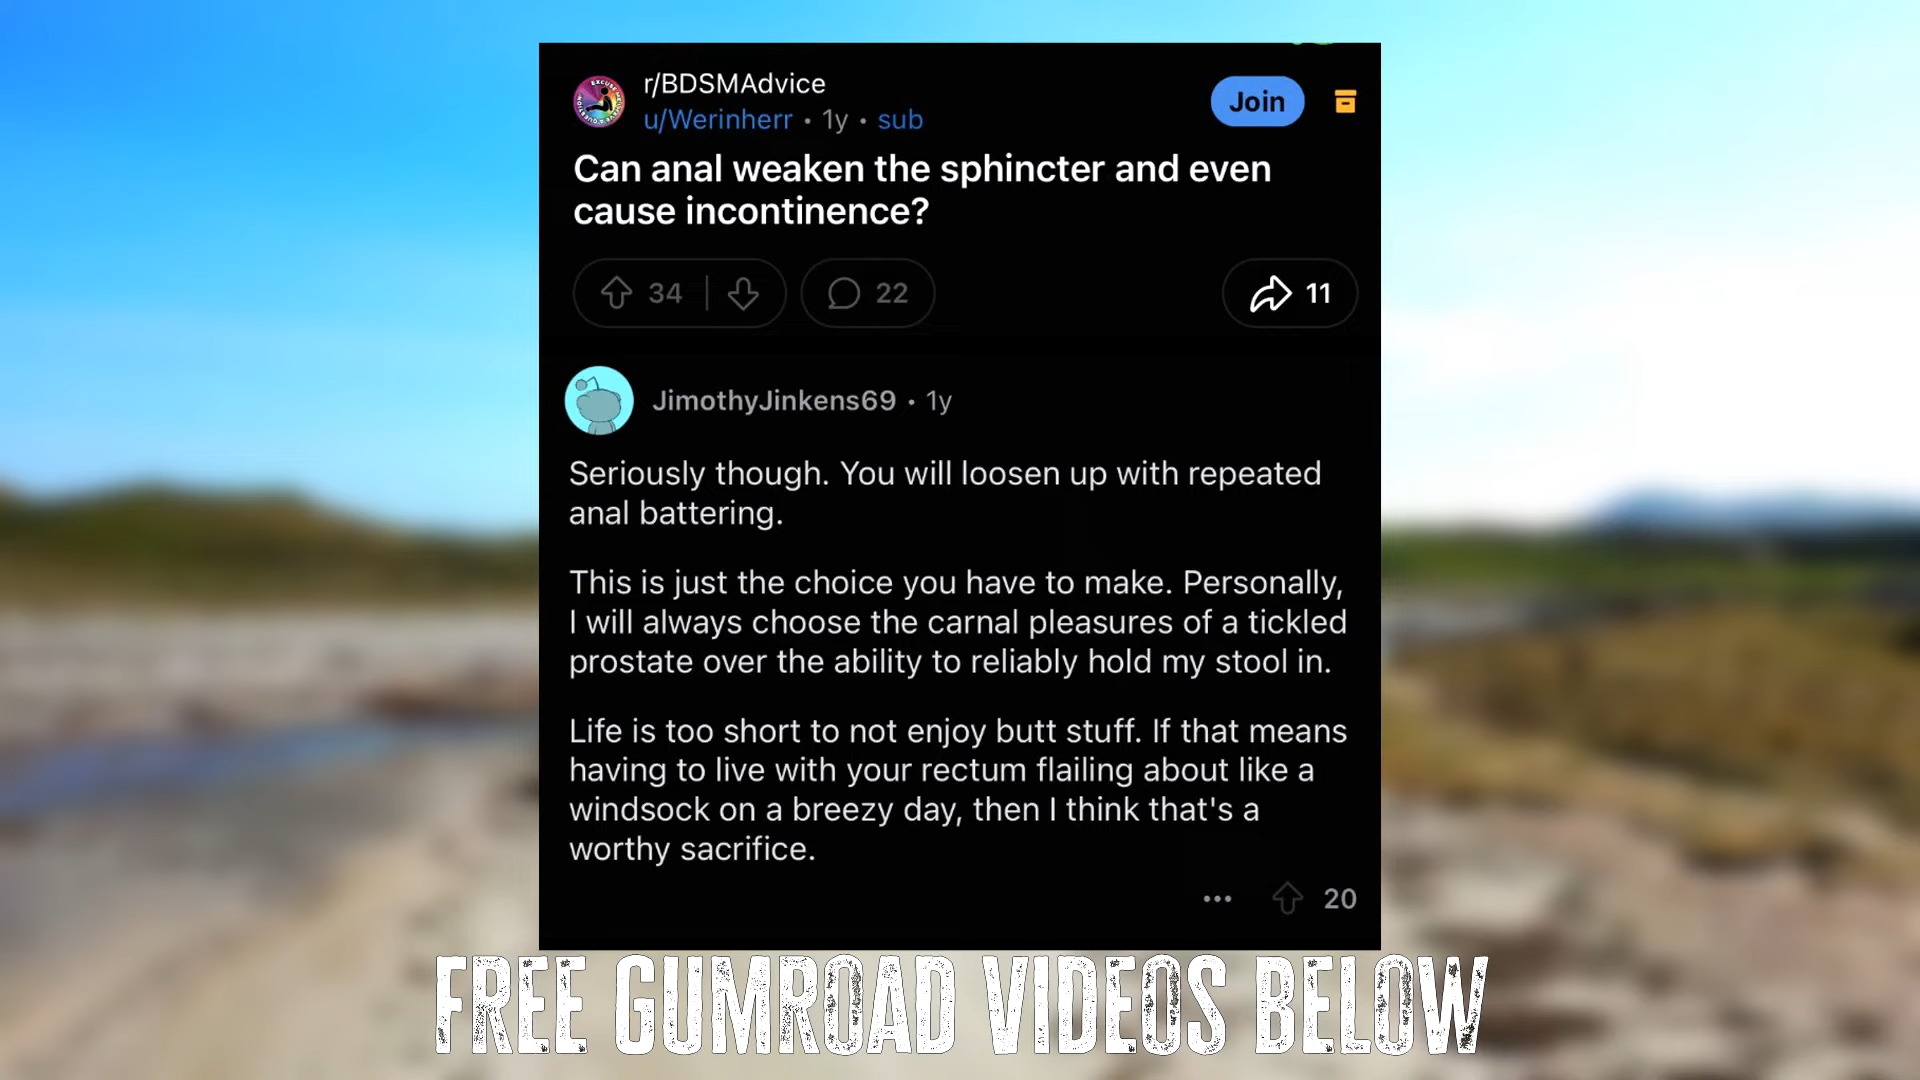 r/BDSMAdvice
u/Werinherr • 1y • sub
Join
Can anal weaken the sphincter and even
cause incontinence?
34
22
11
JimothyJinkens69 • 1y
Seriously though. You will loosen up with repeated
anal battering.
This is just the choice you have to make. Personally,
I will always choose the carnal pleasures of a tickled
prostate over the ability to reliably hold my stool in.
Life is too short to not enjoy butt stuff. If that means
having to live with your rectum flailing about like a
windsock on a breezy day, then I think that's a
worthy sacrifice.
20
FREE GUMROAD VIDEOS BELOW